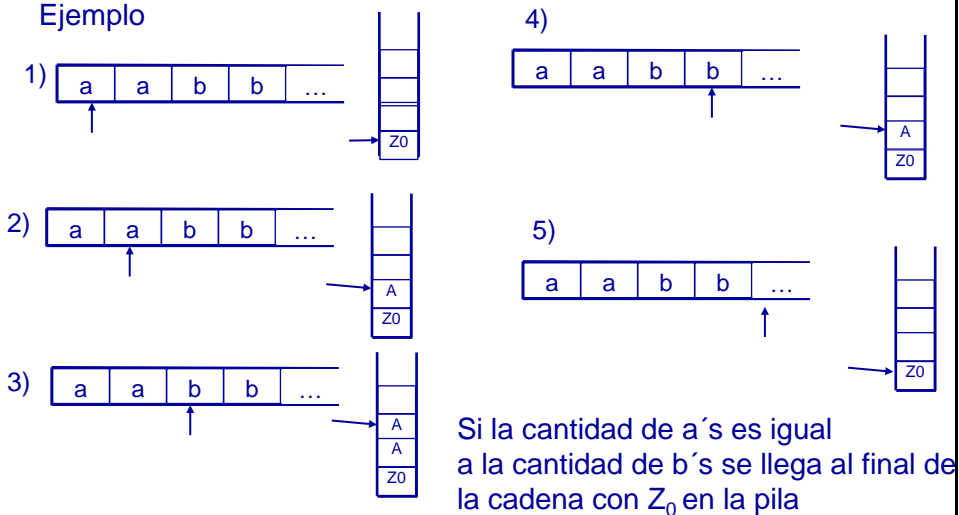 Ejemplo
1)
a a b b …
Z0
2)
a a b b …
A
Z0
3)
a a b b …
A
A
Z0
4)
a a b b …
A
Z0
5)
a a b b …
Z0
Si la cantidad de a´s es igual
a la cantidad de b´s se llega al final de
la cadena con Z0 en la pila